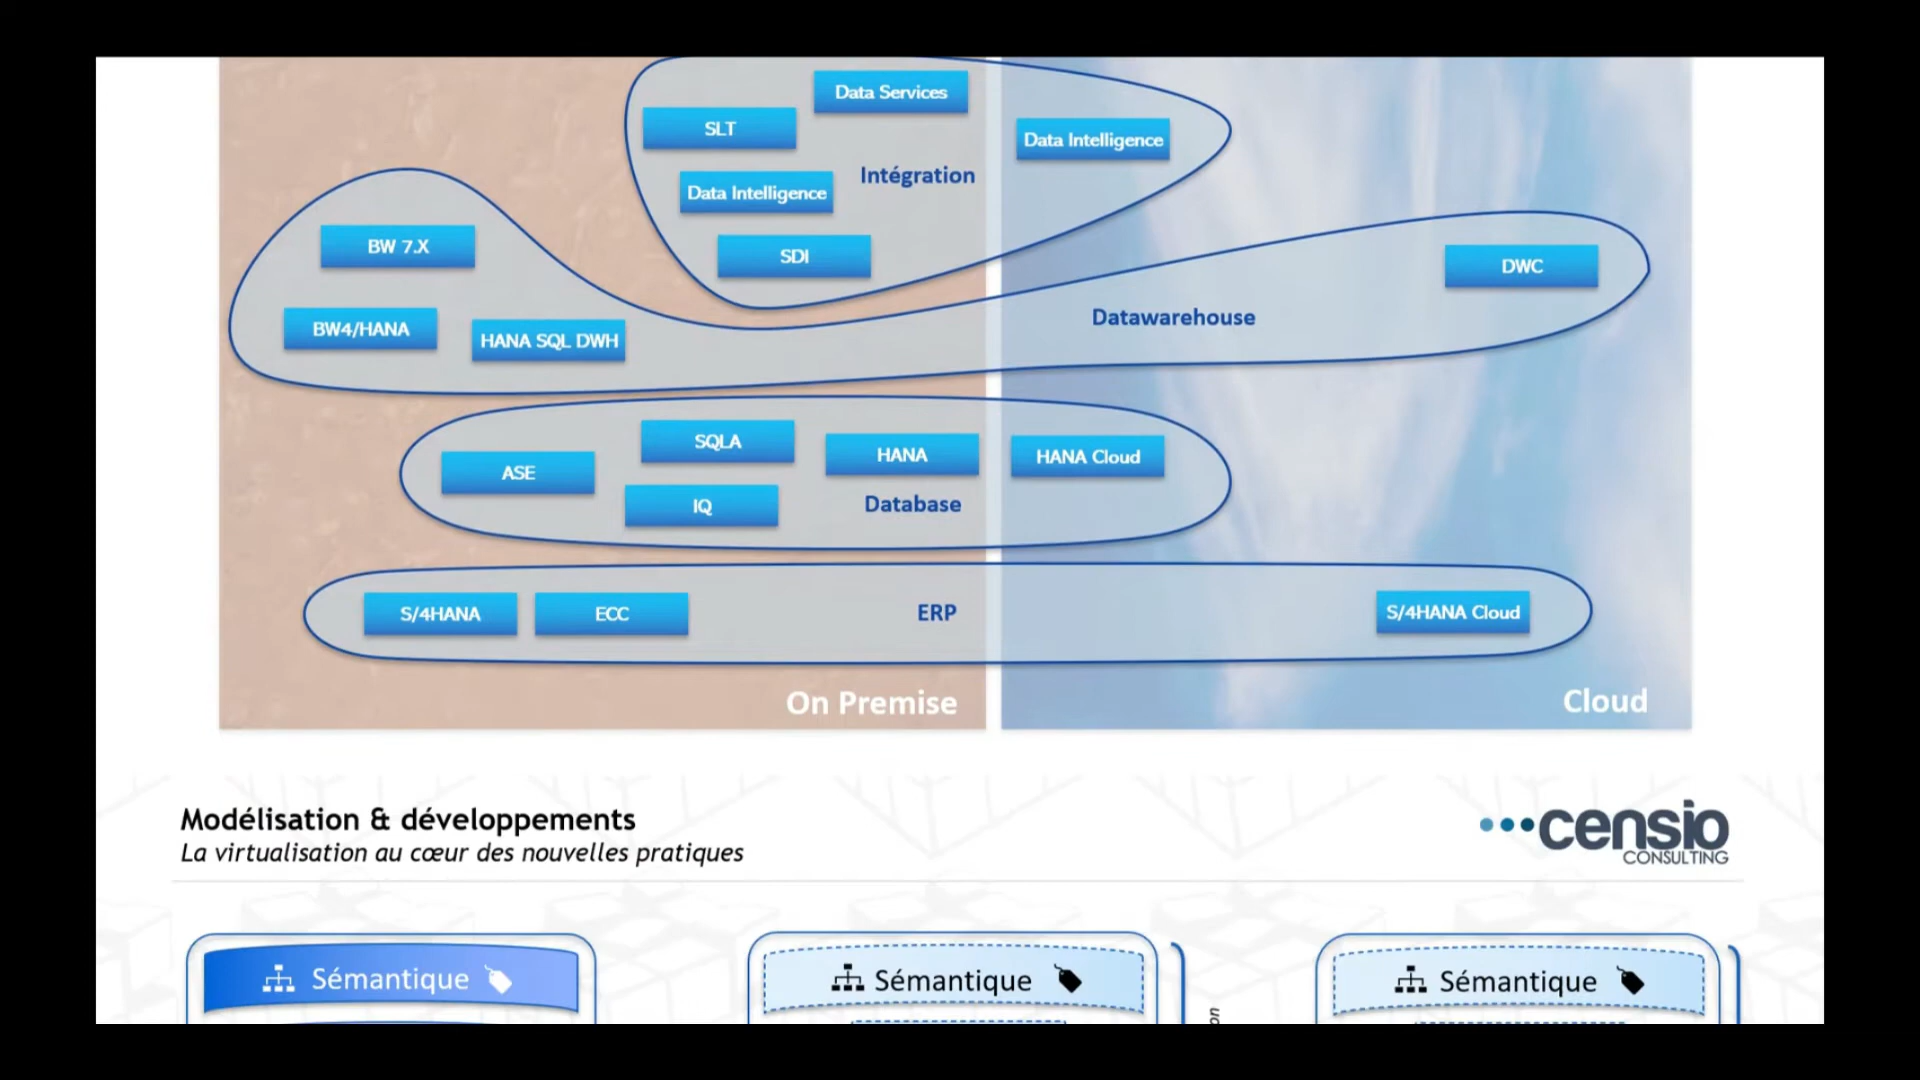 Data Services
SLT
Data Intelligence
Intégration
Data Intelligence
BW 7.X
SDI
DWC
Datawarehouse
BW4/HANA
HANA SQL DWH
SQLA
HANA
HANA Cloud
ASE
IQ
Database
S/4HANA
ECC
ERP
S/4HANA Cloud
On Premise
Cloud
Modélisation & développements
La virtualisation au cœur des nouvelles pratiques
censio
CONSULTING
Sémantique
Sémantique
Sémantique
on